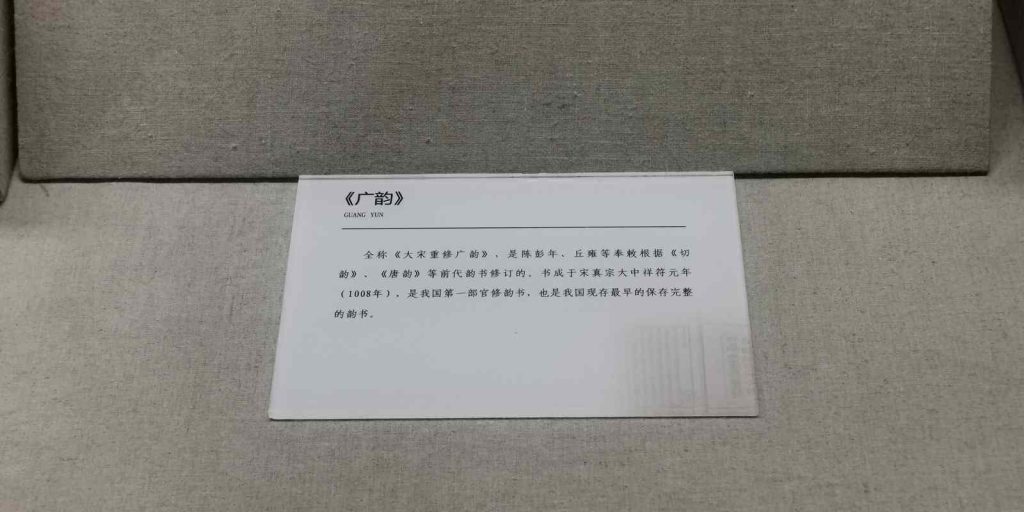 《广韵》
GUANG YUN
全称《大宋重修广韵》、是陈彭年、丘雍等奉敕根据《切
韵》、《唐韵》等前代韵书修订的。书成于宋真宗大中祥符元年
（1008年），是我国第一部官修韵书，也是我国现存最早的保存完整
的韵书。